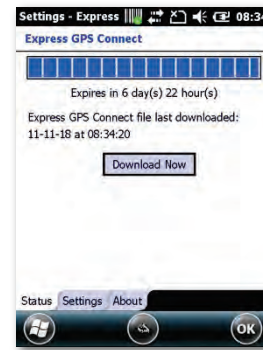 Settings - Express 08:34
Express GPS Connect
Expires in 6 day(s) 22 hour(s)
Express GPS Connect file last downloaded:
11-11-18 at 08:34:20
Download Now
Status Settings About
OK